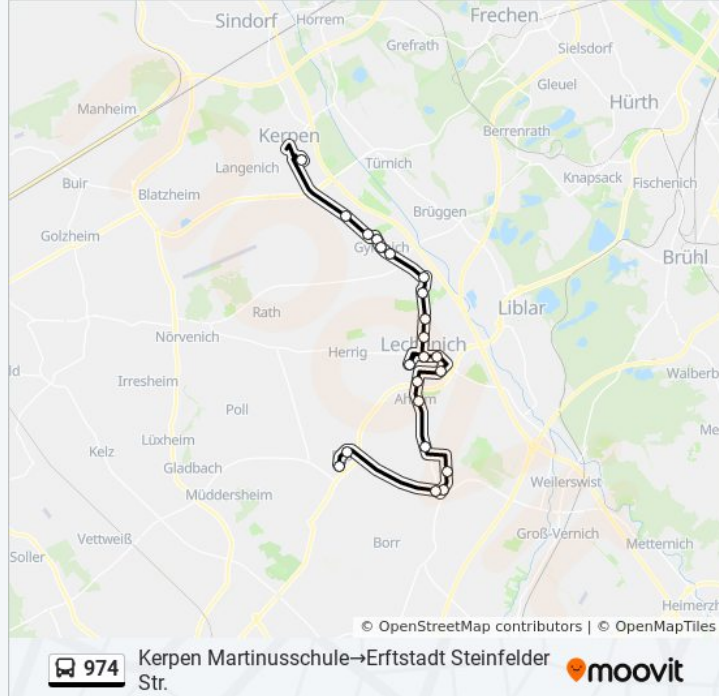 Sindorf
Horrem
Frechen
Grefrath
Sielsdorf
Gleuel
Hürth
Manheim
Berrenrath
Kerpen
Langenich
Türnich
Buir
Blatzheim
Knapsack
Fischenich
Brüggen
Golzheim
Gymnich
Brühl
Rath
Liblar
Nörvenich
Herrig
Lechenich
Irresheim
Walberb
Poll
Ahrem
Kelz
Lüxheim
Gladbach
Me
Müddersheim
Weilerswist
Vettweiß
Groß-Vernich
Borr
Metternich
Soller
Heimerzh
© OpenStreetMap contributors | © OpenMapTiles
974
Kerpen Martinusschule→Erftstadt Steinfelder
Str.
moovit